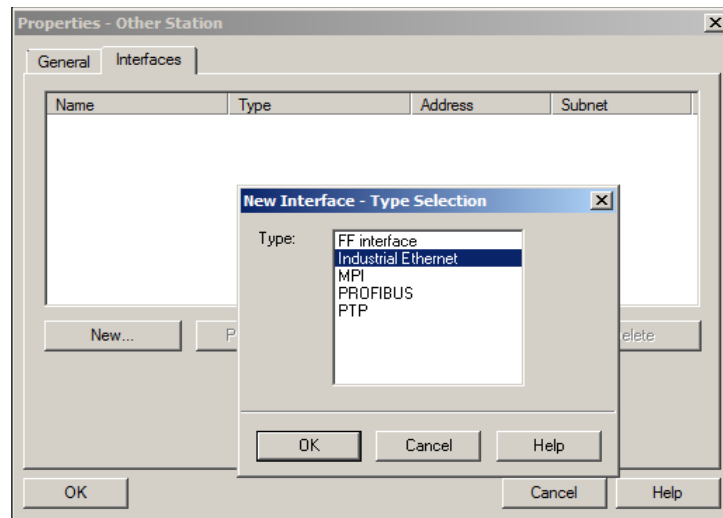 Properties - Other Station
General Interfaces
Name Type Address Subnet
New Interface - Type Selection
Type:
FF interface
Industrial Ethernet
MPI
PROFIBUS
PTP
New... P elete
OK Cancel Help
OK Cancel Help